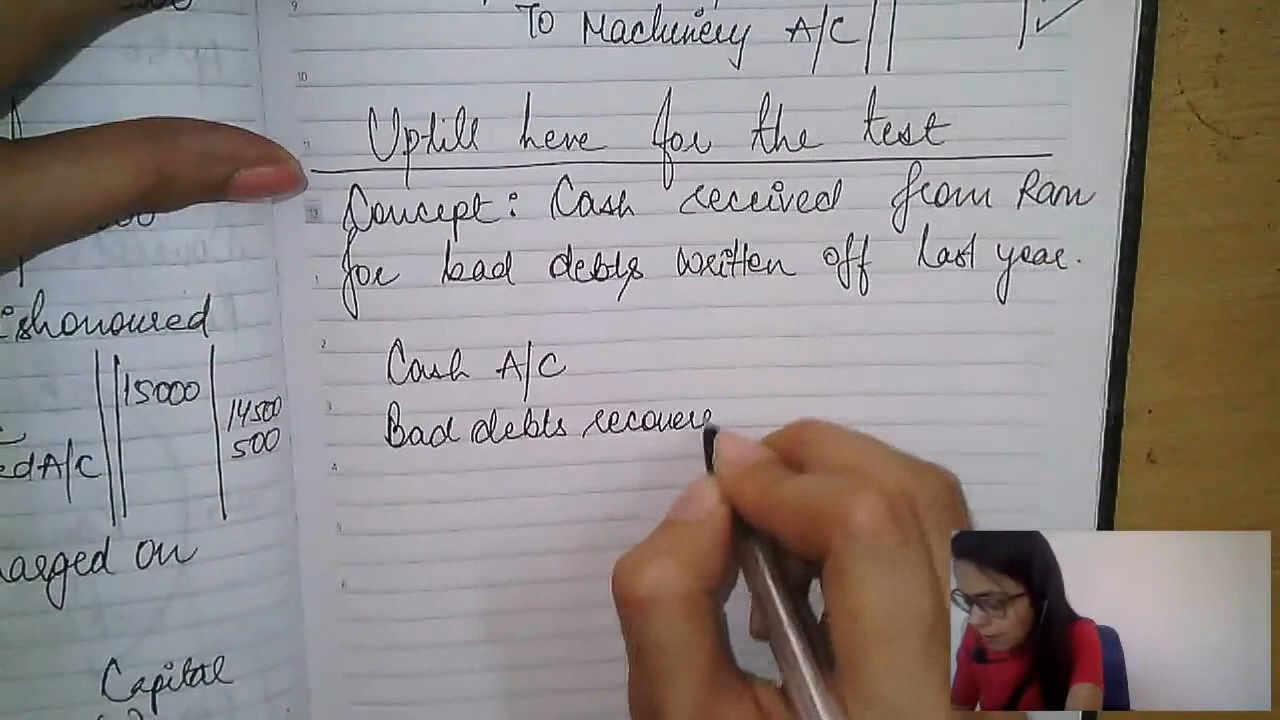 ishonoured
15000
14500
500
edA/C
arged on
Capital
To Machinery A/C
Uptill here for the test
Concept: Cash received from Ram
for bad debts written off last year.
Cash A/C
Bad debts recovere